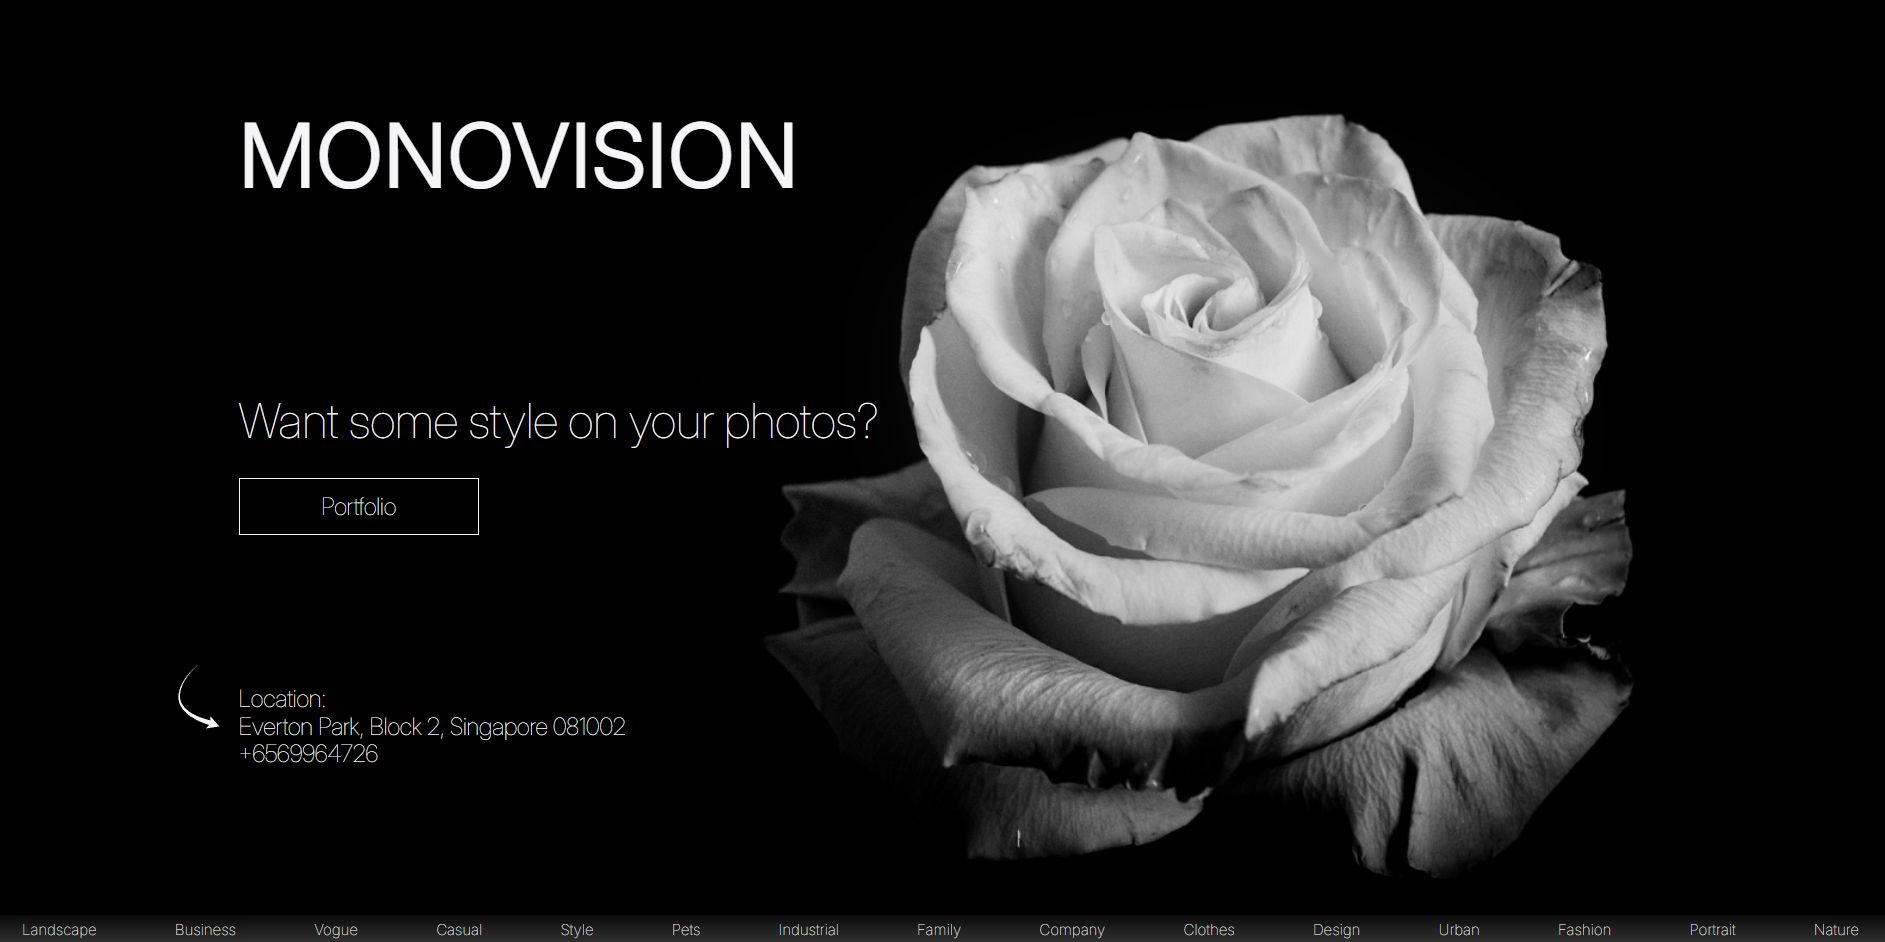 MONOVISION
Want some style on your photos?
Portfolio
Location:
Everton Park, Block 2, Singapore 081002
+6569964726
Landscape Business Vogue Casual Style Pets Industrial Family Company Clothes Design Urban Fashion Portrait Nature